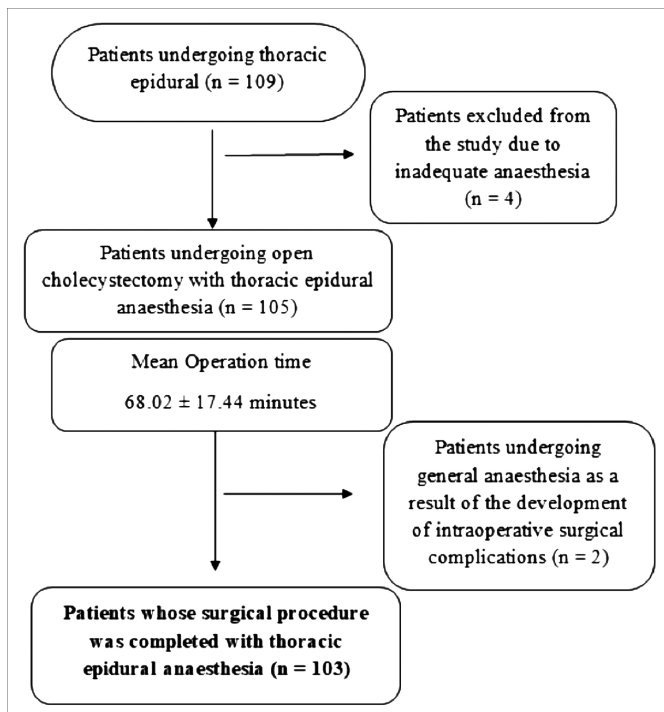 Patients undergoing thoracic
epidural (n = 109)
Patients excluded from
the study due to
inadequate anaesthesia
(n = 4)
Patients undergoing open
cholecystectomy with thoracic epidural
anaesthesia (n = 105)
Mean Operation time
68.02 ± 17.44 minutes
Patients undergoing
general anaesthesia as a
result of the development
of intraoperative surgical
complications (n = 2)
Patients whose surgical procedure
was completed with thoracic
epidural anaesthesia (n = 103)